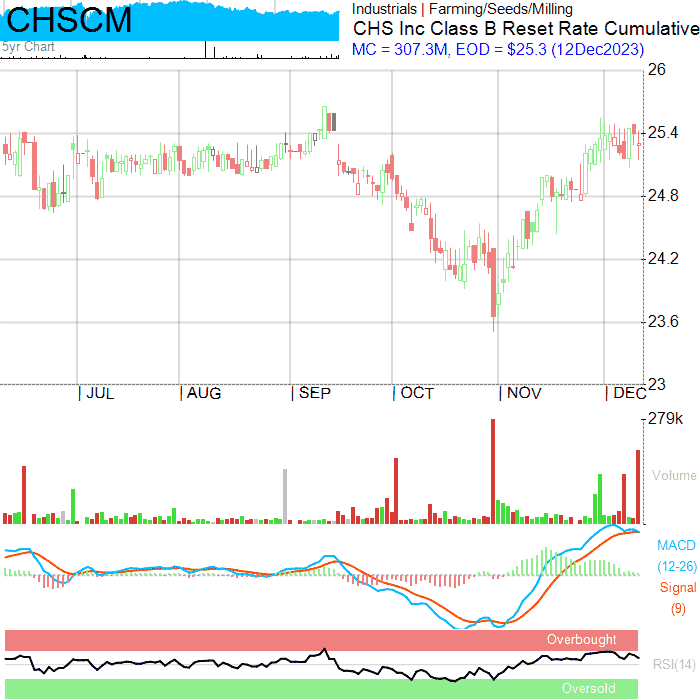 CHSCM
5yr Chart
Industrials | Farming/Seeds/Milling
CHS Inc Class B Reset Rate Cumulative
MC = 307.3M, EOD = $25.3 (12Dec2023)
26
25.4
24.8
24.2
23.6
23
| JUL | AUG | SEP | OCT | NOV | DEC
279k
Volume
MACD
(12-26)
Signal
(9)
Overbought
RSI(14)
Oversold